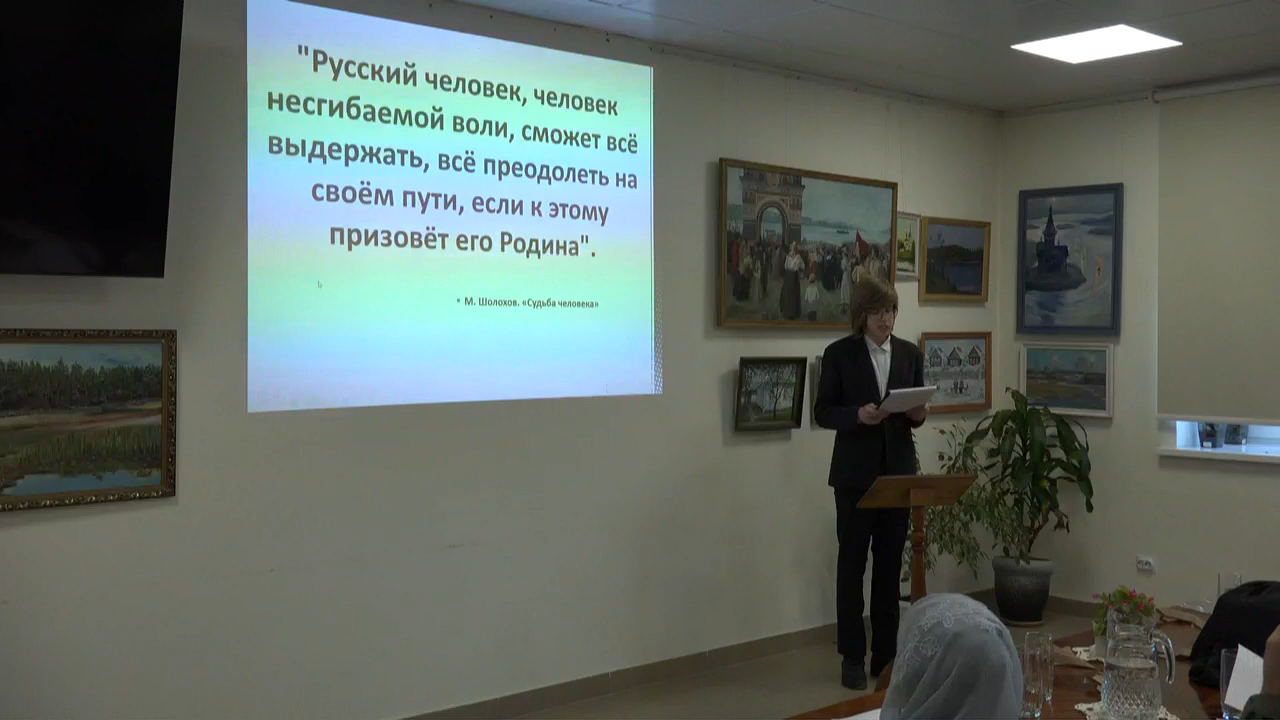 "Русский человек, человек
несгибаемой воли, сможет всё
выдержать, всё преодолеть на
своём пути, если к этому
призовёт его Родина".
• М. Шолохов. «Судьба человека»